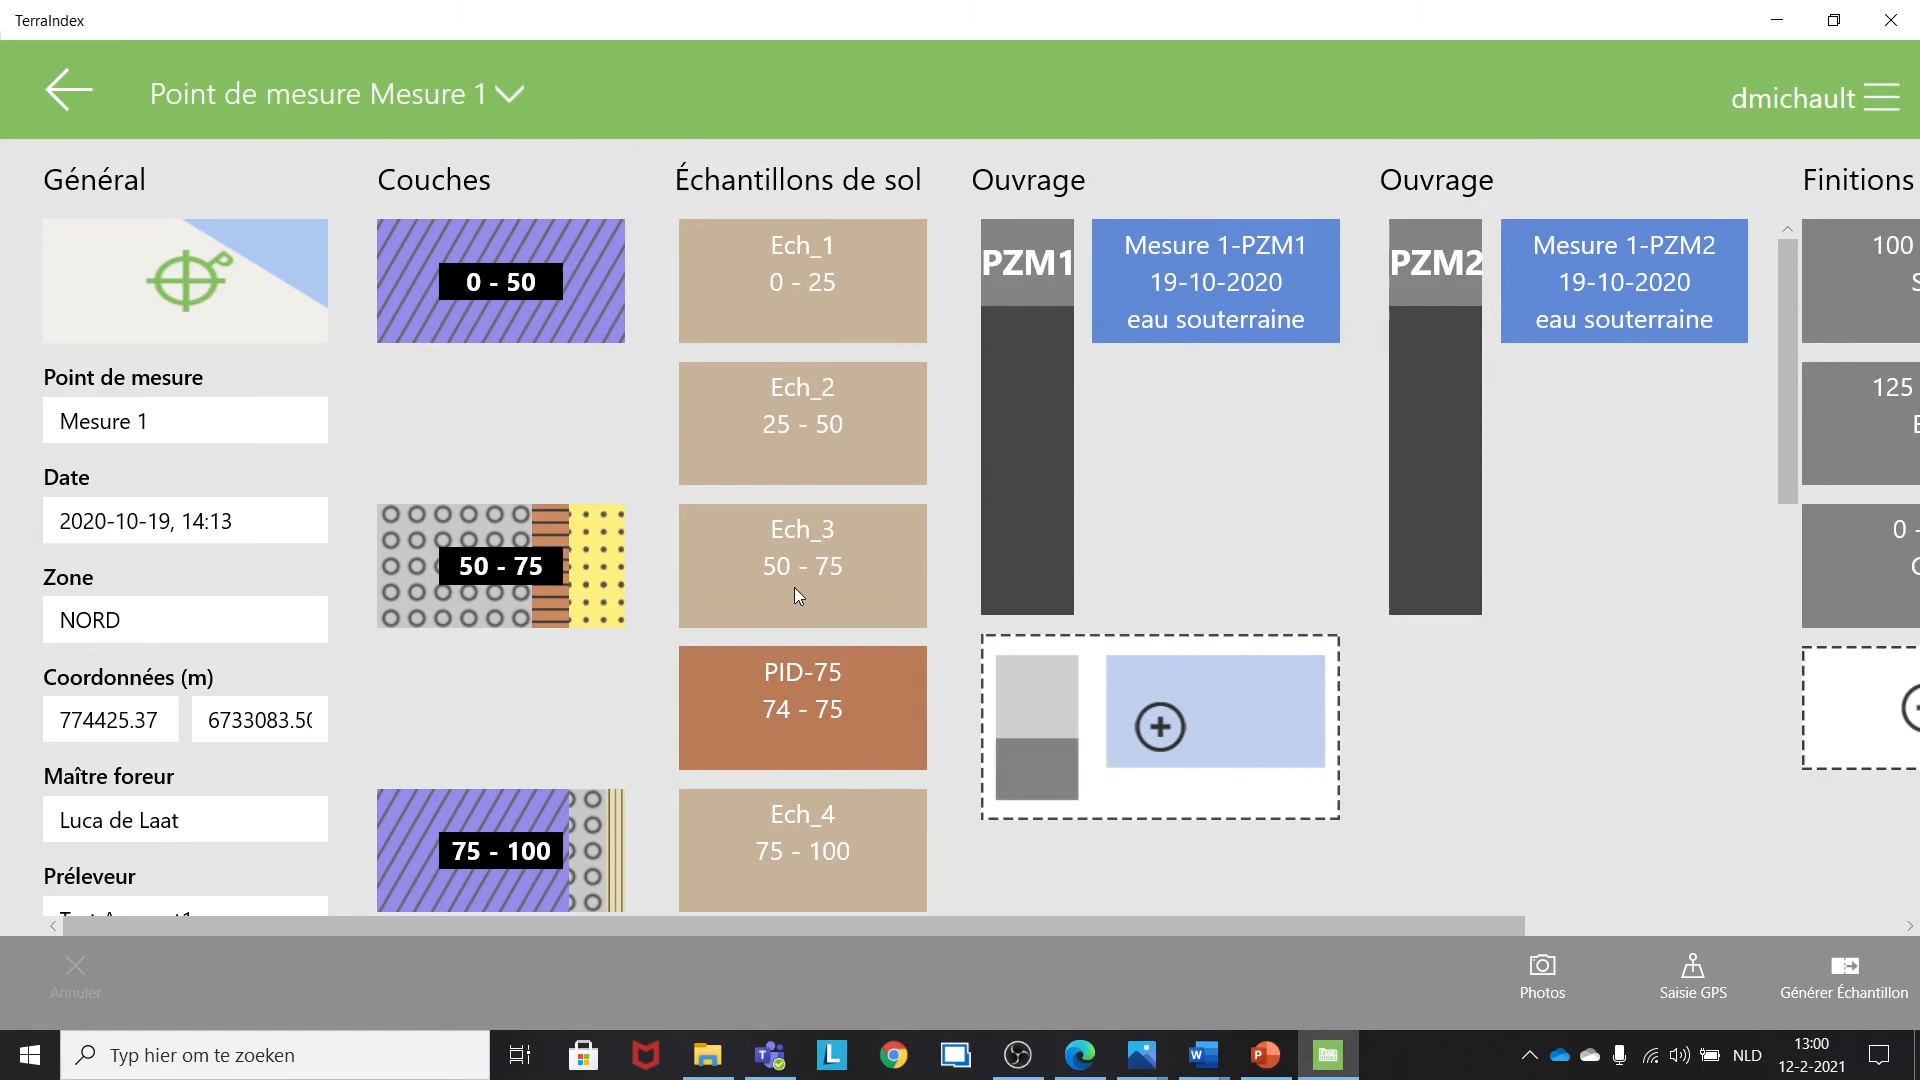 TerraIndex
Point de mesure Mesure 1
dmichault
Général
Couches
Échantillons de sol
Ouvrage
Ouvrage
Finitions
Point de mesure
Mesure 1
Date
2020-10-19, 14:13
Zone
NORD
Coordonnées (m)
774425.37
6733083.50
Maître foreur
Luca de Laat
Préleveur
0 - 50
50 - 75
75 - 100
Ech_1
0 - 25
Ech_2
25 - 50
Ech_3
50 - 75
PID-75
74 - 75
Ech_4
75 - 100
PZM1
Mesure 1-PZM1
19-10-2020
eau souterraine
PZM2
Mesure 1-PZM2
19-10-2020
eau souterraine
100
125
0 -
Annuler
Photos
Saisie GPS
Générer Échantillon
Typ hier om te zoeken
NLD
13:00
12-2-2021